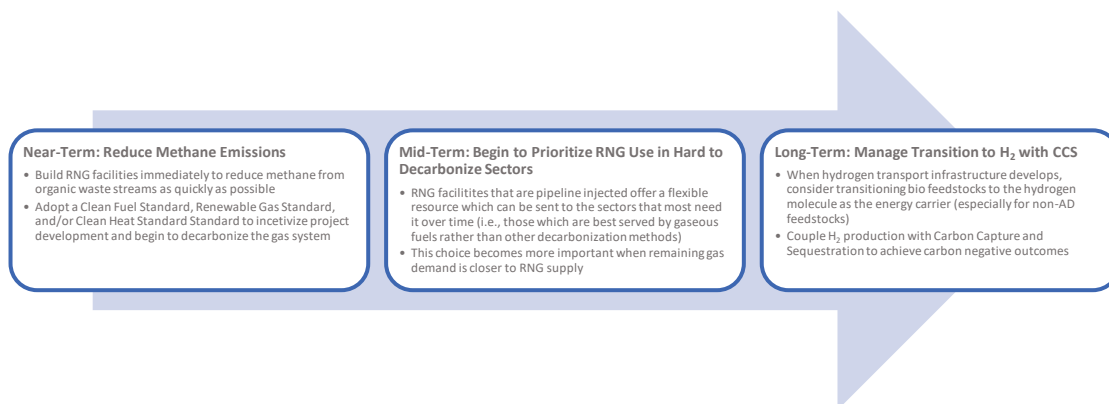 Near-Term: Reduce Methane Emissions
• Build RNG facilities immediately to reduce methane from
organic waste streams as quickly as possible
• Adopt a Clean Fuel Standard, Renewable Gas Standard,
and/or Clean Heat Standard Standard to incetivize project
development and begin to decarbonize the gas system
Mid-Term: Begin to Prioritize RNG Use in Hard to
Decarbonize Sectors
• RNG facilitites that are pipeline injected offer a flexible
resource which can be sent to the sectors that most need
it over time (i.e., those which are best served by gaseous
fuels rather than other decarbonization methods)
• This choice becomes more important when remaining gas
demand is closer to RNG supply
Long-Term: Manage Transition to H₂ with CCS
• When hydrogen transport infrastructure develops,
consider transitioning bio feedstocks to the hydrogen
molecule as the energy carrier (especially for non-AD
feedstocks)
• Couple H₂ production with Carbon Capture and
Sequestration to achieve carbon negative outcomes